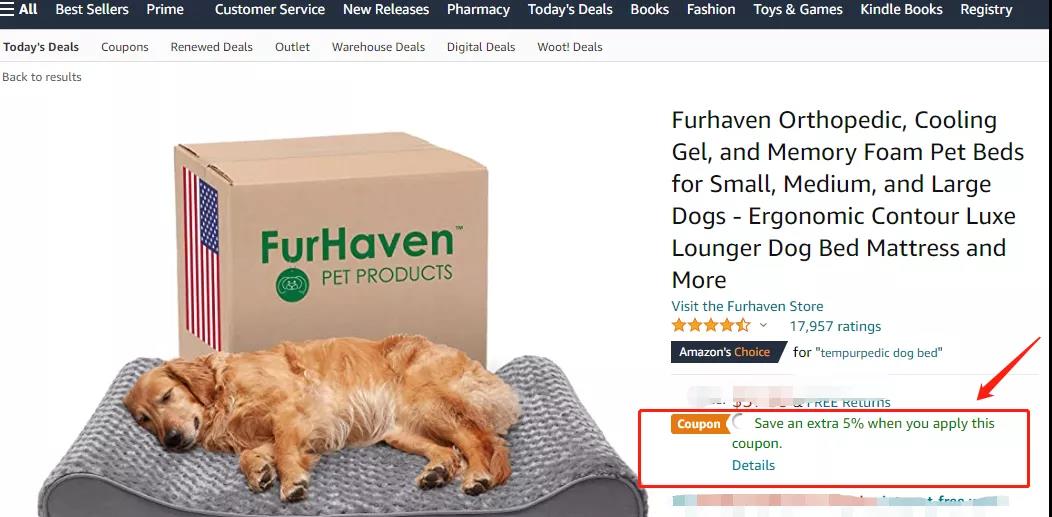 All Best Sellers Prime Customer Service New Releases Pharmacy Today's Deals Books Fashion Toys & Games Kindle Books Registry
Today's Deals Coupons Renewed Deals Outlet Warehouse Deals Digital Deals Woot! Deals
Back to results
FurHaven™
PET PRODUCTS
Furhaven Orthopedic, Cooling
Gel, and Memory Foam Pet Beds
for Small, Medium, and Large
Dogs - Ergonomic Contour Luxe
Lounger Dog Bed Mattress and
More
Visit the Furhaven Store
17,957 ratings
Amazon's Choice for "tempurpedic dog bed"
& FREE Returns
Coupon Save an extra 5% when you apply this
coupon.
Details